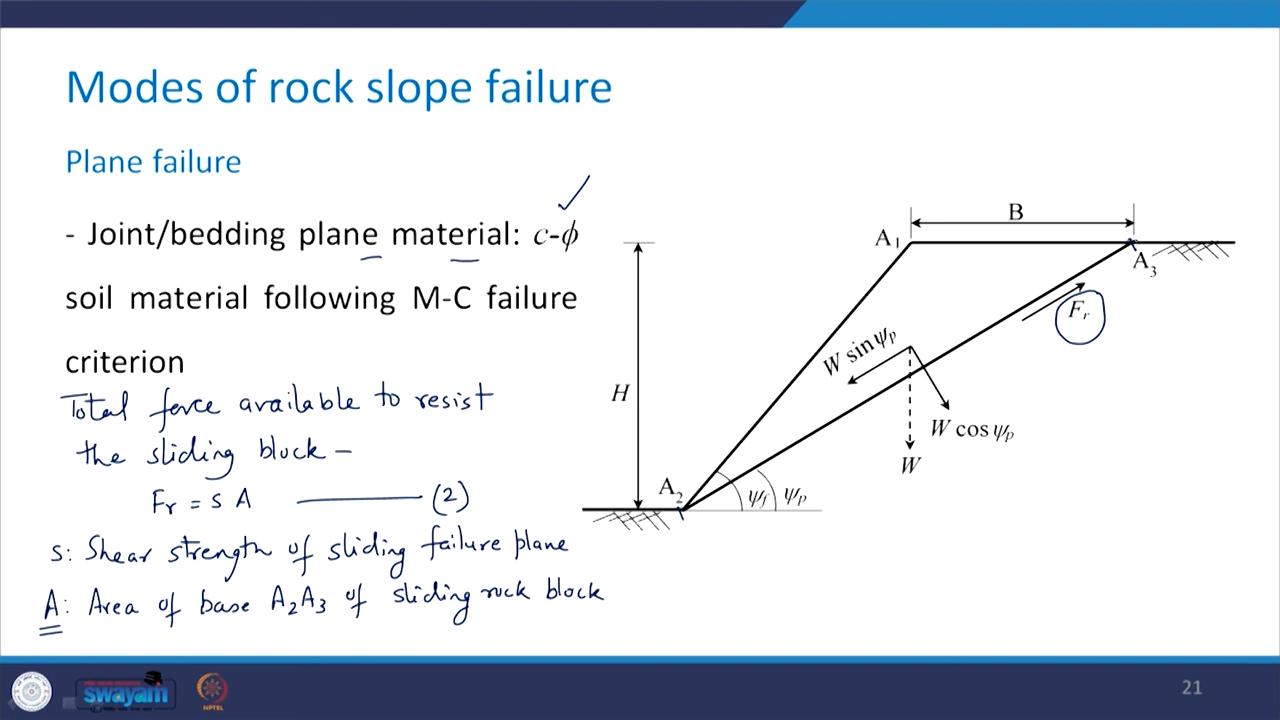 Modes of rock slope failure
Plane failure
- Joint/bedding plane material: c-ϕ
soil material following M-C failure
criterion
Total force available to resist
the sliding block –
Fr = s A ——— (2)
s: Shear strength of sliding failure plane
A: Area of base A₂A₃ of sliding rock block
B
A₁
A₃
Fᵣ
W sin ψₚ
H
W cos ψₚ
W
A₂
ψf
ψₚ
swayam
NPTEL
21